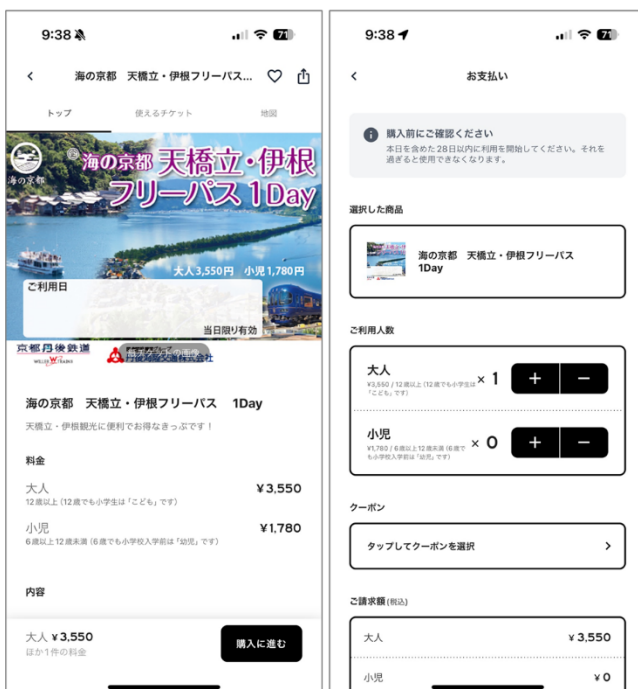 9:38
71
海の京都　天橋立・伊根フリーパス...
トップ
使えるチケット
地図
海の京都
海の京都 天橋立・伊根
フリーパス 1Day
大人3,550円 小児1,780円
ご利用日
当日限り有効
京都丹後鉄道
WILLER TRAINS
海の京都　天橋立・伊根フリーパス　1Day
天橋立・伊根観光に便利でお得なきっぷです！
料金
大人
¥3,550
12歳以上 (12歳でも小学生は「こども」です)
小児
¥1,780
6歳以上12歳未満 (6歳でも小学校入学前は「幼児」です)
内容
大人 ¥3,550
ほか1件の料金
購入に進む
9:38
71
お支払い
購入前にご確認ください
本日を含めた28日以内に利用を開始してください。それを
過ぎると使用できなくなります。
選択した商品
海の京都　天橋立・伊根フリーパス
1Day
ご利用人数
大人
¥3,550 / 12歳以上 (12歳でも小学生は
「こども」です)
× 1
+
−
小児
¥1,780 / 6歳以上12歳未満 (6歳で
も小学校入学前は「幼児」です)
× 0
+
−
クーポン
タップしてクーポンを選択
ご請求額 (税込)
大人
¥ 3,550
小児
¥ 0